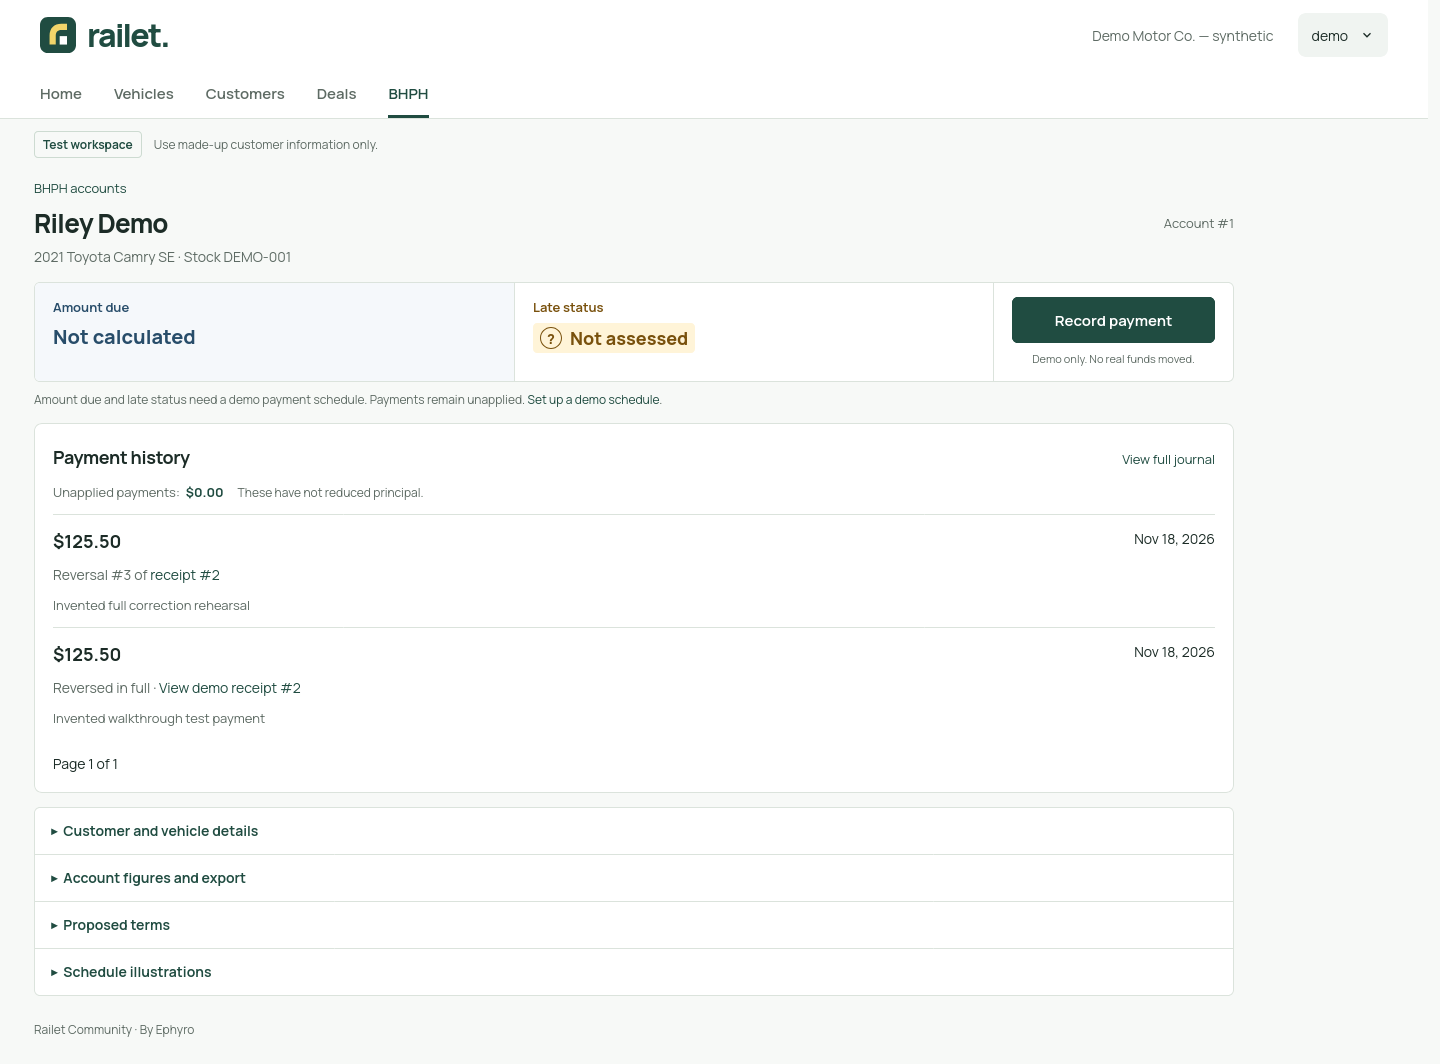 railet.
Demo Motor Co. — synthetic
demo
Home Vehicles Customers Deals BHPH
Test workspace Use made-up customer information only.
BHPH accounts
Riley Demo
Account #1
2021 Toyota Camry SE · Stock DEMO-001
Amount due
Not calculated
Late status
? Not assessed
Record payment
Demo only. No real funds moved.
Amount due and late status need a demo payment schedule. Payments remain unapplied. Set up a demo schedule.
Payment history
View full journal
Unapplied payments: $0.00 These have not reduced principal.
$125.50 Nov 18, 2026
Reversal #3 of receipt #2
Invented full correction rehearsal
$125.50 Nov 18, 2026
Reversed in full · View demo receipt #2
Invented walkthrough test payment
Page 1 of 1
Customer and vehicle details
Account figures and export
Proposed terms
Schedule illustrations
Railet Community · By Ephyro